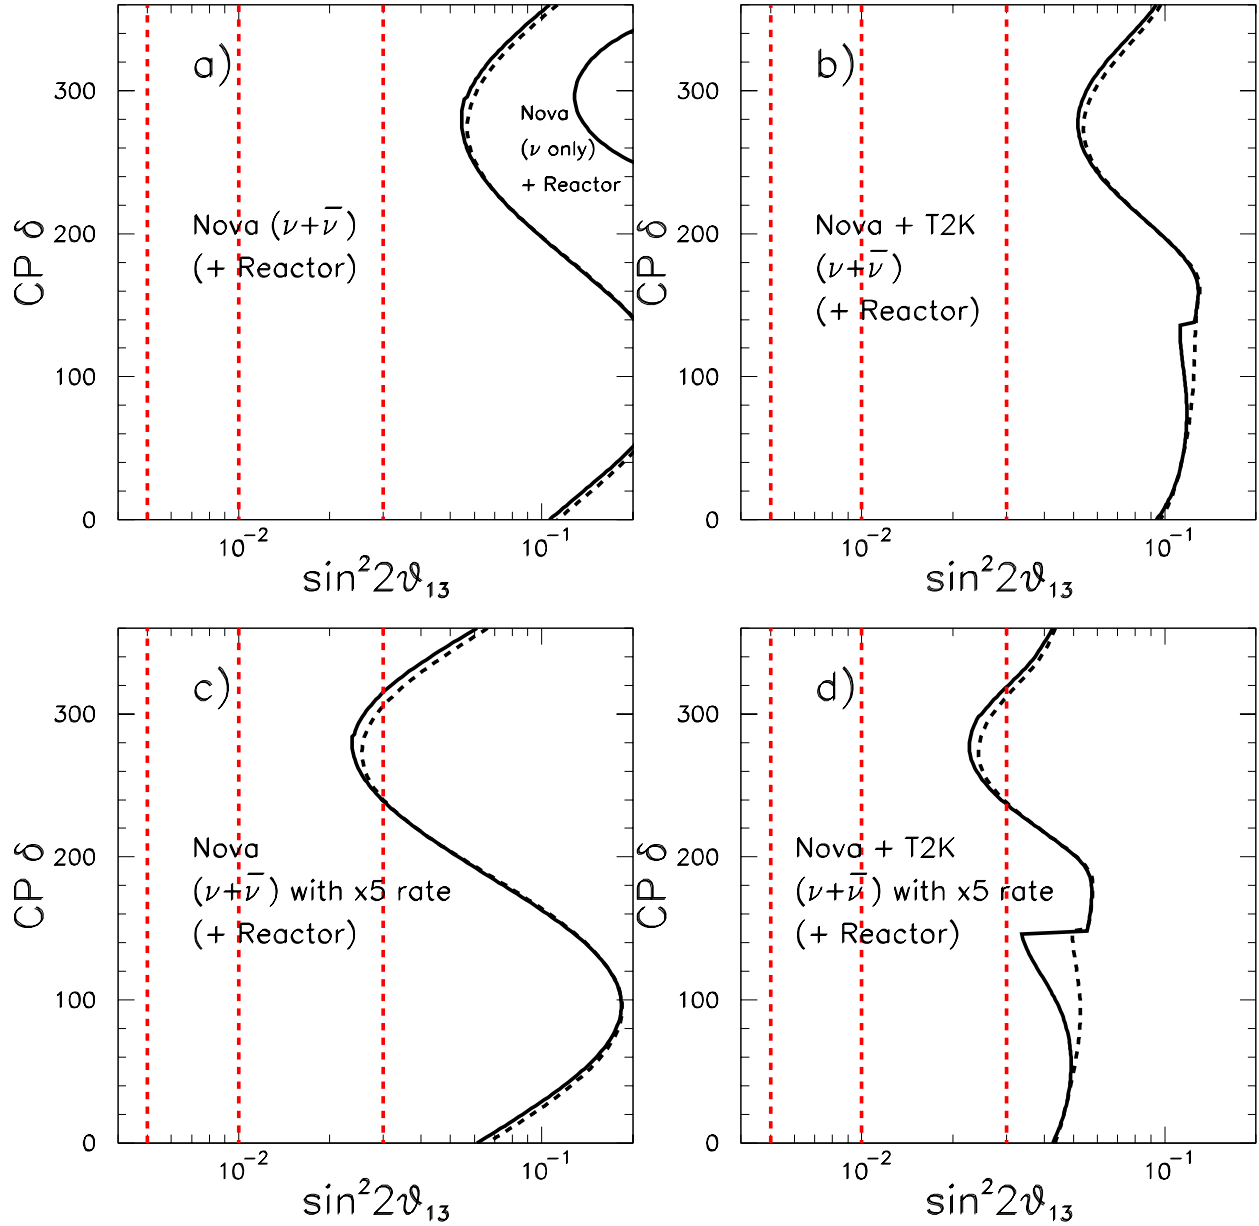 a)
300
200
100
0
CP δ
Nova
(ν only)
+ Reactor
Nova (ν+ν̅)
(+ Reactor)
10⁻²
10⁻¹
sin²2ϑ₁₃
b)
300
200
100
0
CP δ
Nova + T2K
(ν+ν̅)
(+ Reactor)
10⁻²
10⁻¹
sin²2ϑ₁₃
c)
300
200
100
0
CP δ
Nova
(ν+ν̅) with x5 rate
(+ Reactor)
10⁻²
10⁻¹
sin²2ϑ₁₃
d)
300
200
100
0
CP δ
Nova + T2K
(ν+ν̅) with x5 rate
(+ Reactor)
10⁻²
10⁻¹
sin²2ϑ₁₃